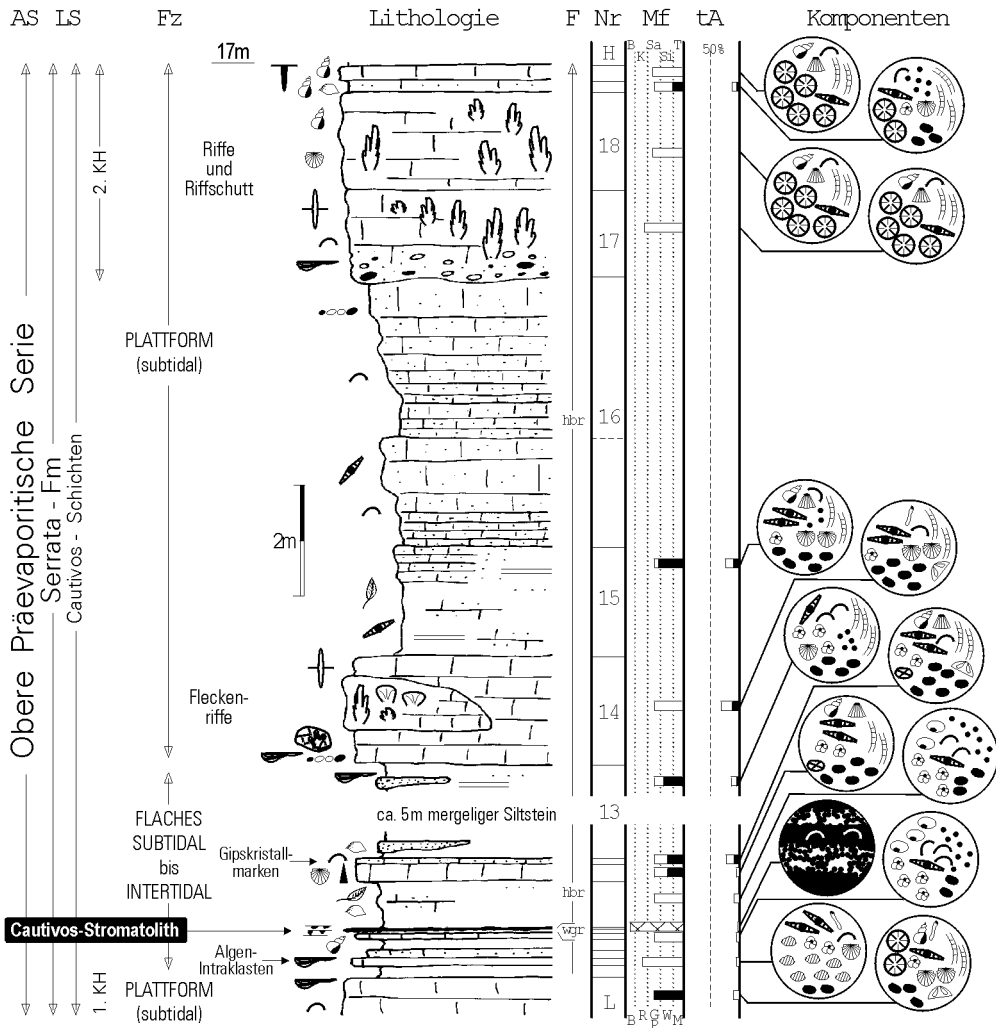 AS LS Fz Lithologie F Nr Mf tA Komponenten
17m
B Sa T
K Si
50%
H
2. KH
Riffe
und
Riffschutt
18
17
PLATTFORM
(subtidal)
Obere Präevaporitische Serie
Serrata - Fm
Cautivos - Schichten
hbr
16
2m
15
Flecken-
riffe
14
13
ca. 5m mergeliger Siltstein
FLACHES
SUBTIDAL
bis
INTERTIDAL
Gipskristall-
marken
hbr
Cautivos-Stromatolith
wgr
Algen-
Intraklasten
1. KH
PLATTFORM
(subtidal)
L
R G W
B p M